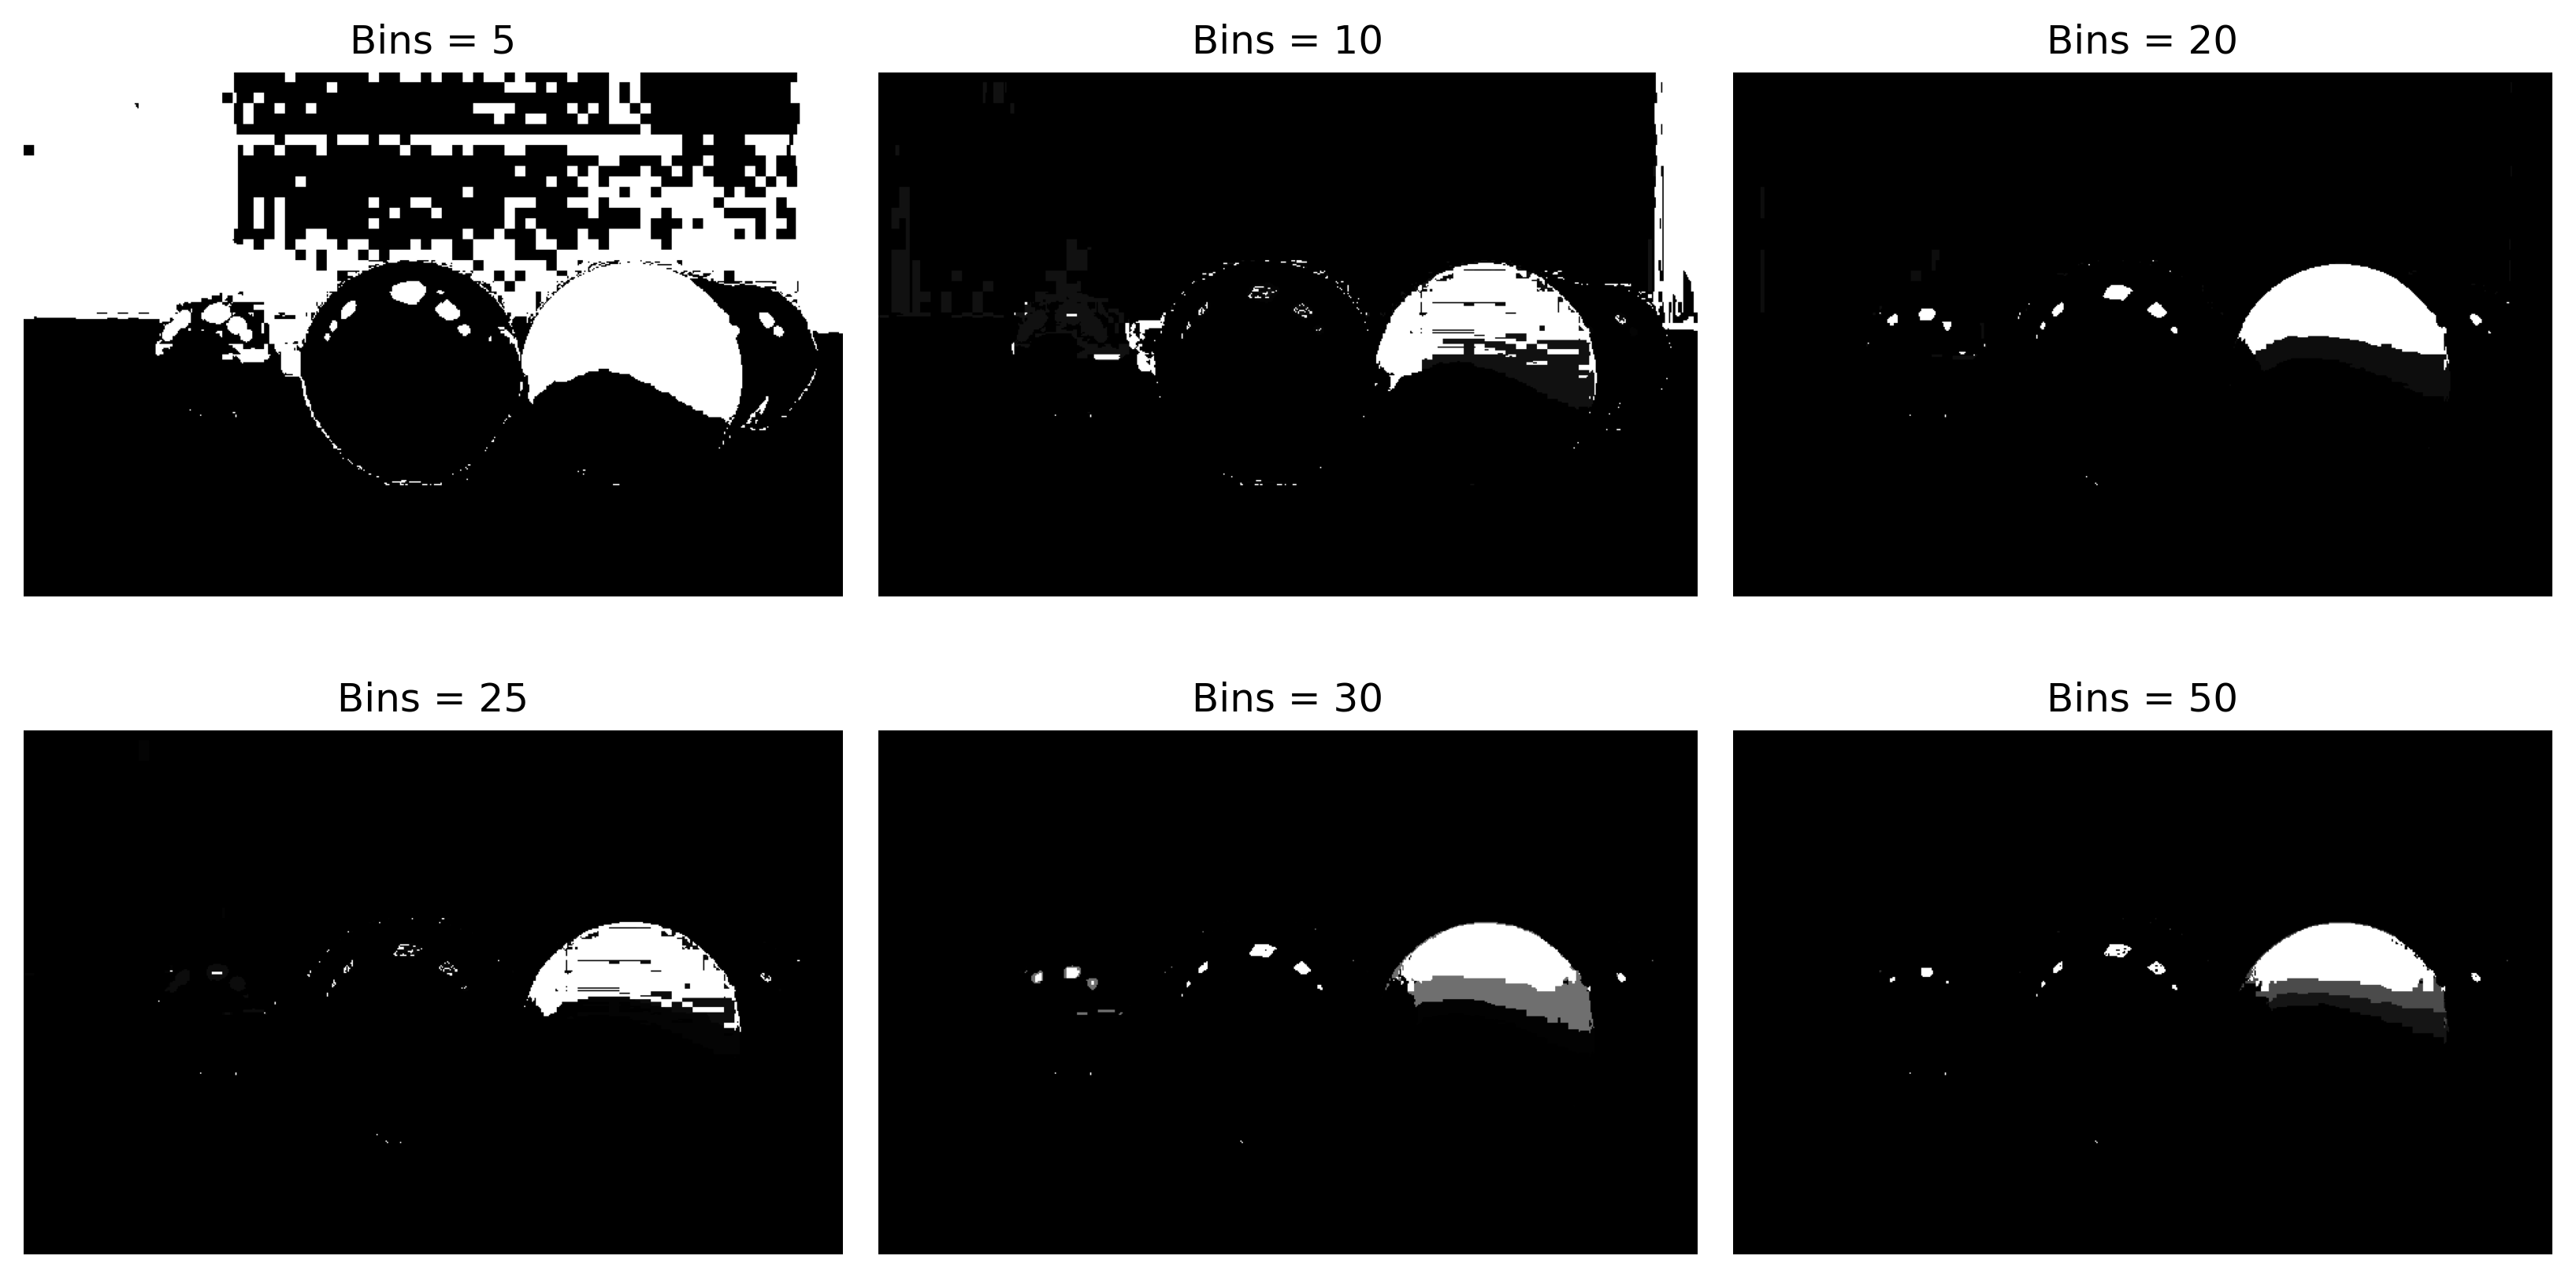 Bins = 5
Bins = 10
Bins = 20
Bins = 25
Bins = 30
Bins = 50